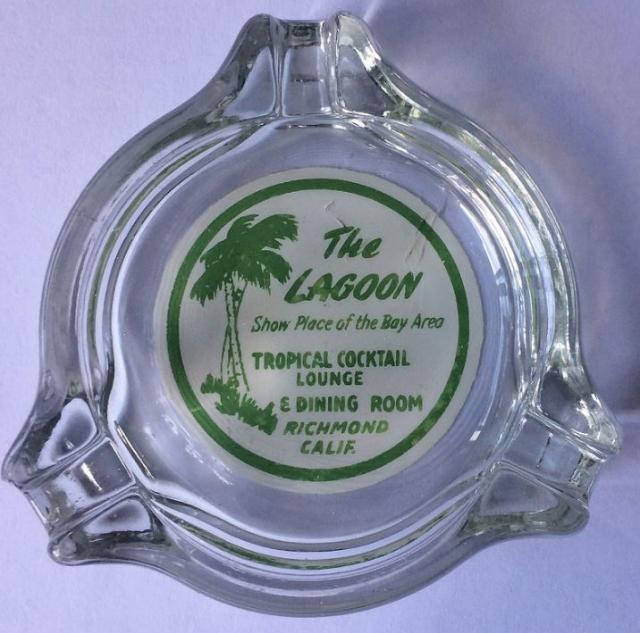 The
LAGOON
Show Place of the Bay Area
TROPICAL COCKTAIL
LOUNGE
& DINING ROOM
RICHMOND
CALIF.